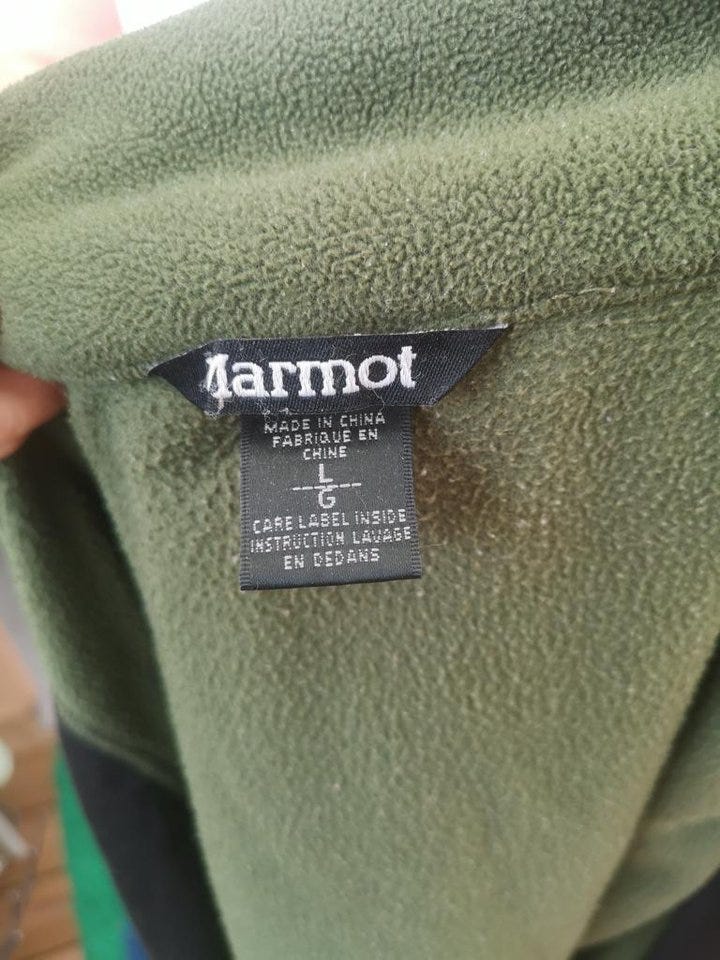 Marmot
MADE IN CHINA
FABRIQUE EN
CHINE
L
G
CARE LABEL INSIDE
INSTRUCTION LAVAGE
EN DEDANS